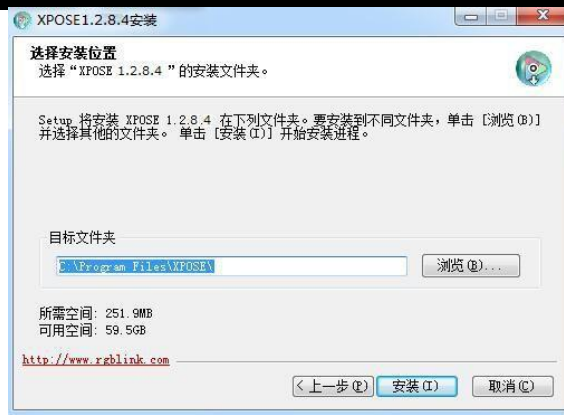 XPOSE1.2.8.4安装
选择安装位置
选择“XPOSE 1.2.8.4 ”的安装文件夹。
Setup 将安装 XPOSE 1.2.8.4 在下列文件夹。要安装到不同文件夹，单击 [浏览(B)]
并选择其他的文件夹。 单击 [安装(I)] 开始安装进程。
目标文件夹
C:\Program Files\XPOSE\
浏览(B)...
所需空间: 251.9MB
可用空间: 59.5GB
http://www.rgblink.com
< 上一步(P)
安装(I)
取消(C)